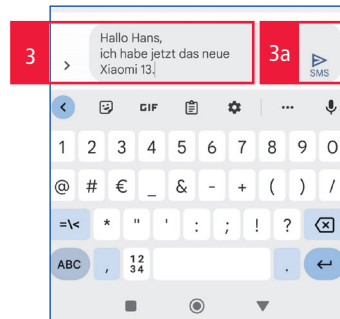 3
Hallo Hans,
ich habe jetzt das neue
Xiaomi 13.
3a
SMS
GIF
1 2 3 4 5 6 7 8 9 0
@ # € _ & - + ( ) /
=\< * " ' : ; ! ?
ABC , 12 .
34